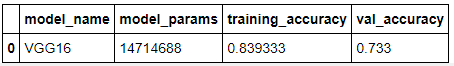 model_name model_params training_accuracy val_accuracy
0 VGG16 14714688 0.839333 0.733